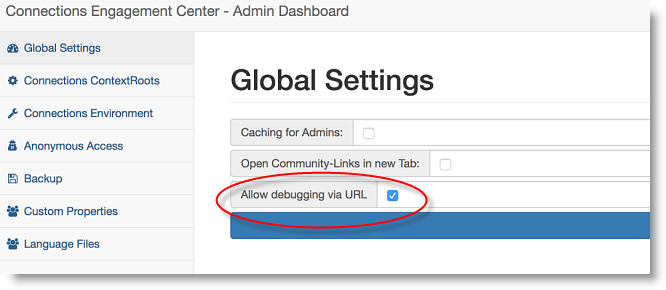 Connections Engagement Center - Admin Dashboard
Global Settings
Connections ContextRoots
Connections Environment
Anonymous Access
Backup
Custom Properties
Language Files
Global Settings
Caching for Admins:
Open Community-Links in new Tab:
Allow debugging via URL